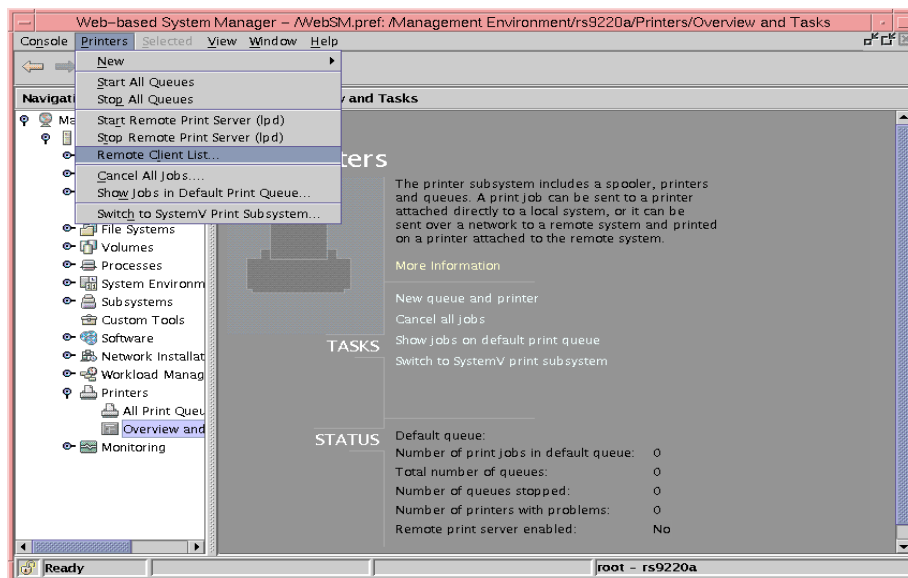 Web-based System Manager - /WebSM.pref: /Management Environment/rs9220a/Printers/Overview and Tasks
Console Printers Selected View Window Help
New
Start All Queues
Stop All Queues
Start Remote Print Server (lpd)
Stop Remote Print Server (lpd)
Remote Client List...
Cancel All Jobs....
Show Jobs in Default Print Queue...
Switch to SystemV Print Subsystem...
Navigati
and Tasks
Ma
File Systems
Volumes
Processes
System Environm
Subsystems
Custom Tools
Software
Network Installat
Workload Manag
Printers
All Print Queu
Overview and
Monitoring
ters
The printer subsystem includes a spooler, printers
and queues. A print job can be sent to a printer
attached directly to a local system, or it can be
sent over a network to a remote system and printed
on a printer attached to the remote system.
More Information
TASKS
New queue and printer
Cancel all jobs
Show jobs on default print queue
Switch to SystemV print subsystem
STATUS
Default queue:
Number of print jobs in default queue: 0
Total number of queues: 0
Number of queues stopped: 0
Number of printers with problems: 0
Remote print server enabled: No
Ready
root - rs9220a